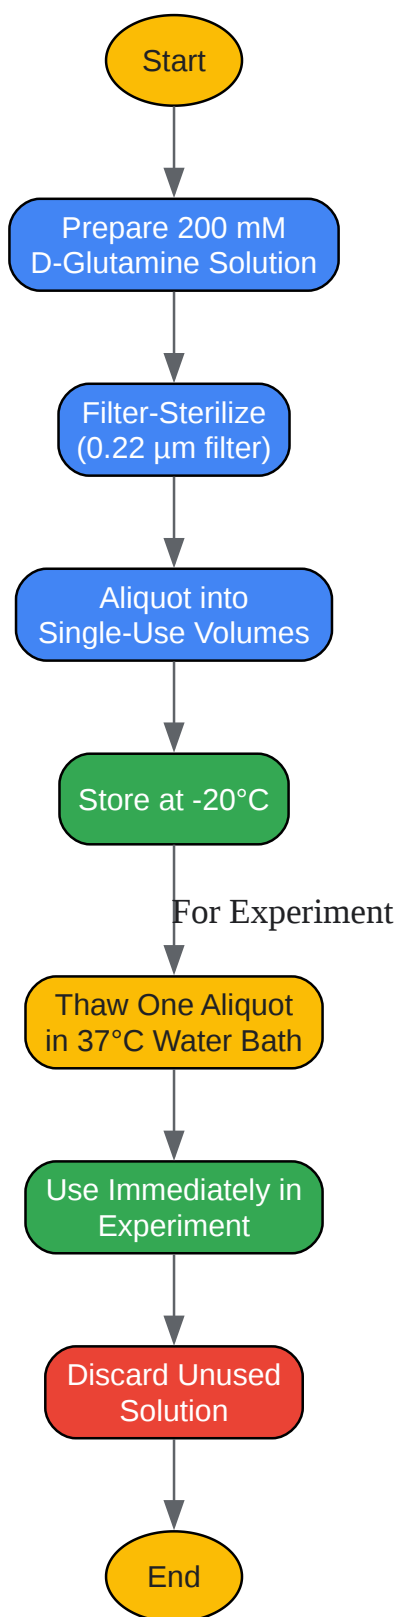 Start
Prepare 200 mM
D-Glutamine Solution
Filter-Sterilize
(0.22 µm filter)
Aliquot into
Single-Use Volumes
Store at -20°C
For Experiment
Thaw One Aliquot
in 37°C Water Bath
Use Immediately in
Experiment
Discard Unused
Solution
End